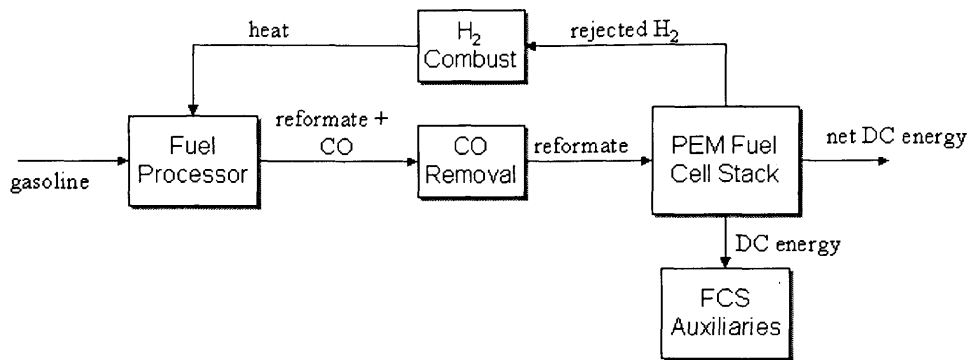 heat
H₂
Combust
rejected H₂
gasoline
Fuel
Processor
reformate +
CO
CO
Removal
reformate
PEM Fuel
Cell Stack
net DC energy
DC energy
FCS
Auxiliaries